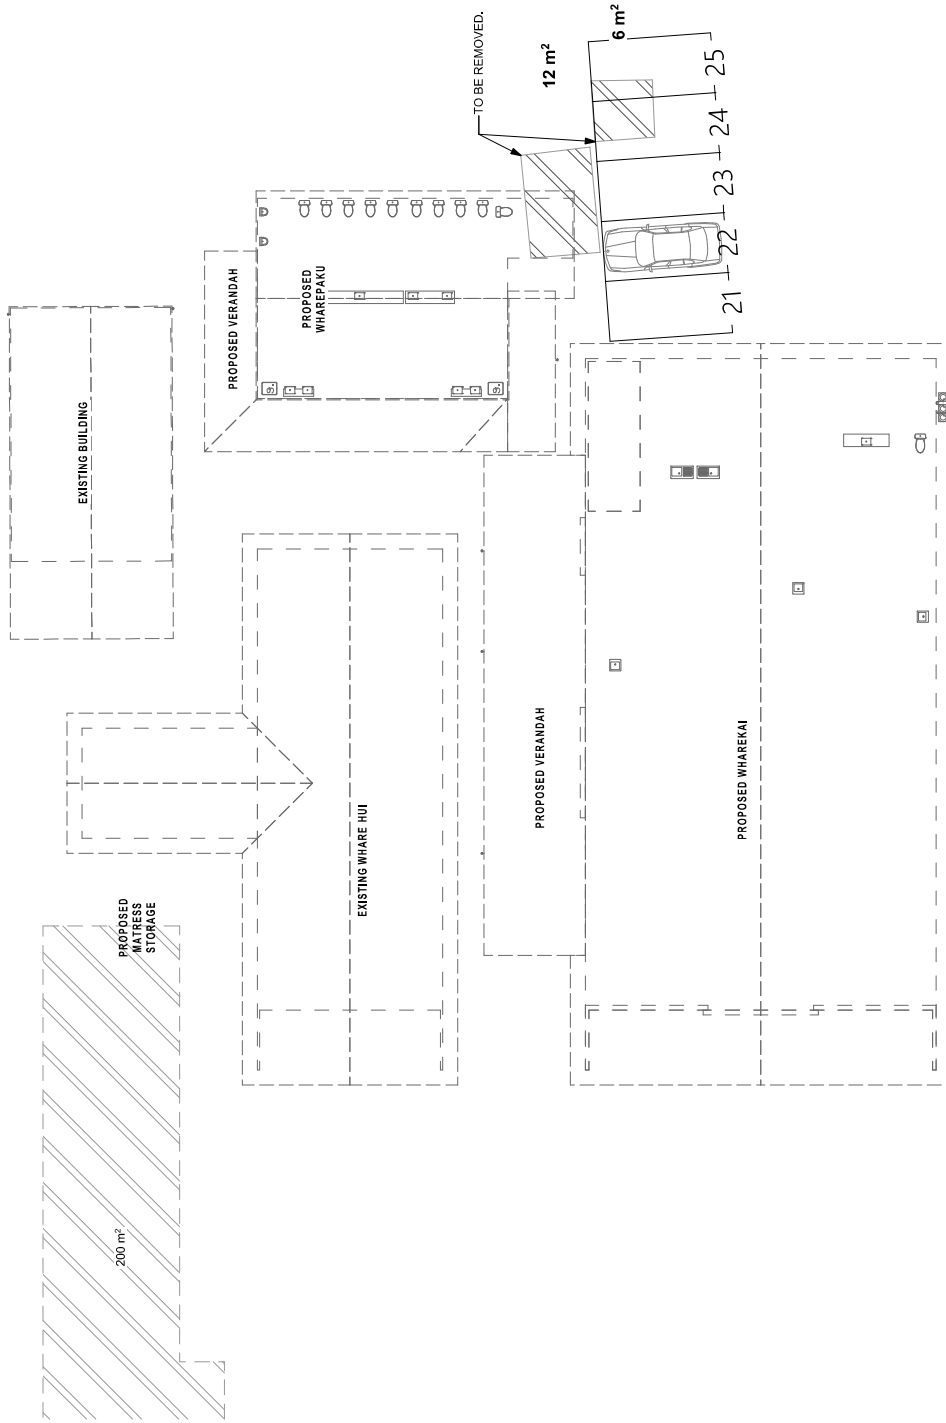 TO BE REMOVED.
12 m²
6 m²
25
24
23
22
21
PROPOSED VERANDAH
PROPOSED
WHAREPAKU
EXISTING BUILDING
PROPOSED VERANDAH
PROPOSED WHAREKAI
EXISTING WHARE HUI
PROPOSED
MATRESS
STORAGE
200 m²